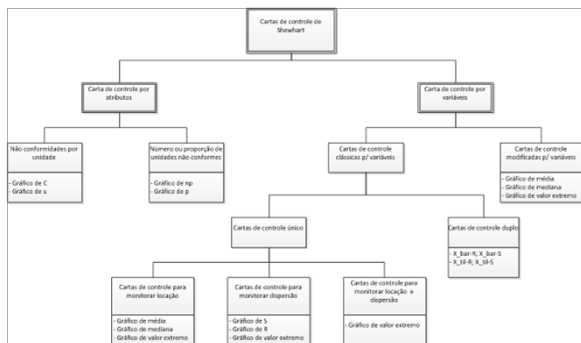 Cartas de controle de
Shewhart
Carta de controle por
atributos
Carta de controle por
variáveis
Não conformidades por
unidade
- Gráfico de C
- Gráfico de u
Número ou proporção de
unidades não conformes
- Gráfico de np
- Gráfico de p
Cartas de controle
clássicas p/ variáveis
Cartas de controle
modificadas p/ variáveis
- Gráfico de média
- Gráfico de mediana
- Gráfico de valor extremo
Cartas de controle único
Cartas de controle duplo
- X_bar-R; X_bar-S
- X_til-R; X_til-S
Cartas de controle para
monitorar locação
- Gráfico de média
- Gráfico de mediana
- Gráfico de valor extremo
Cartas de controle para
monitorar dispersão
- Gráfico de S
- Gráfico de R
- Gráfico de valor extremo
Cartas de controle para
monitorar locação e
dispersão
- Gráfico de valor extremo